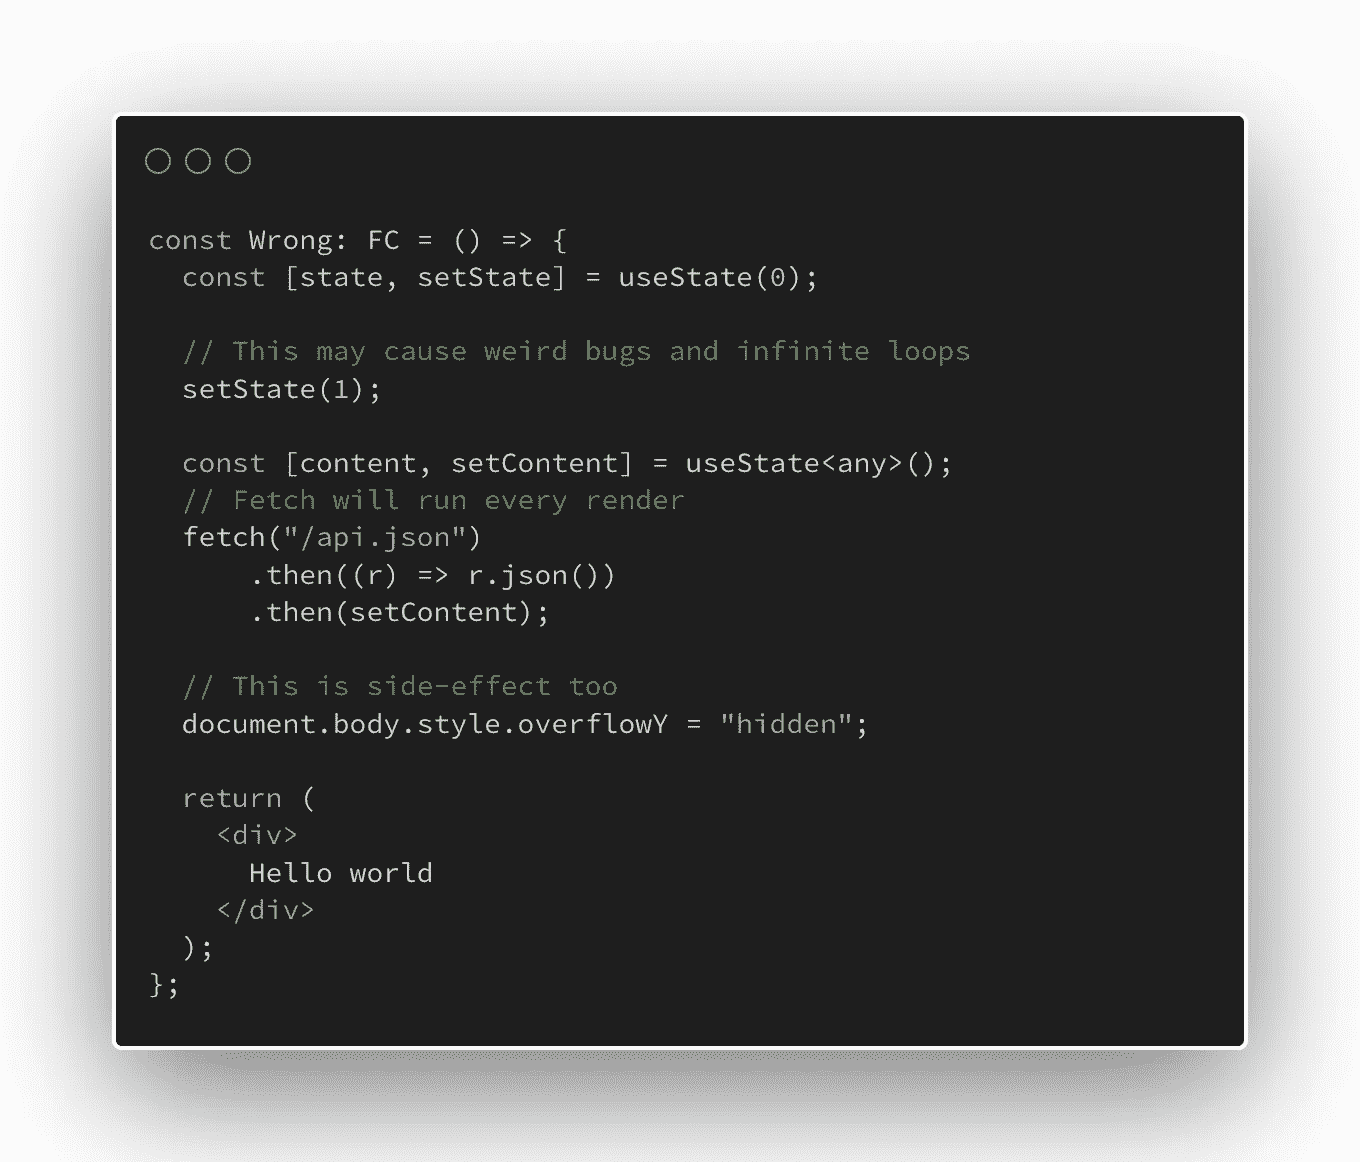 const Wrong: FC = () => {
  const [state, setState] = useState(0);

  // This may cause weird bugs and infinite loops
  setState(1);

  const [content, setContent] = useState<any>();
  // Fetch will run every render
  fetch("/api.json")
      .then((r) => r.json())
      .then(setContent);

  // This is side-effect too
  document.body.style.overflowY = "hidden";

  return (
    <div>
      Hello world
    </div>
  );
};